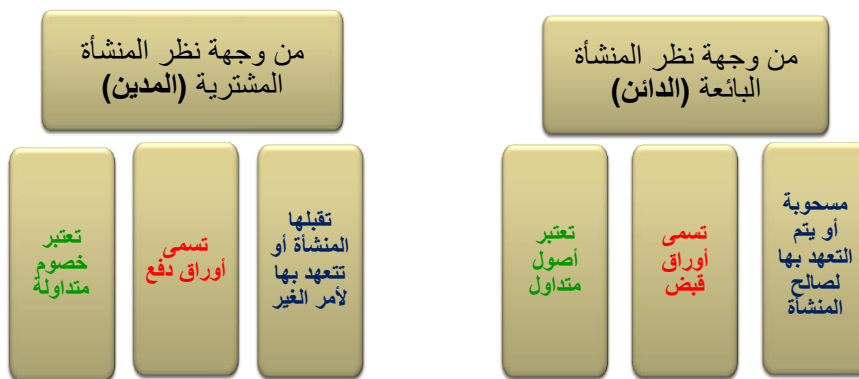 من وجهة نظر المنشأة
البائعة (الدائن)
مسحوبة
أو يتم
التعهد بها
لصالح
المنشأة
تسمى
أوراق
قبض
تعتبر
أصول
متداول
من وجهة نظر المنشأة
المشترية (المدين)
تقبلها
المنشأة أو
تتعهد بها
لأمر الغير
تسمى
أوراق دفع
تعتبر
خصوم
متداولة